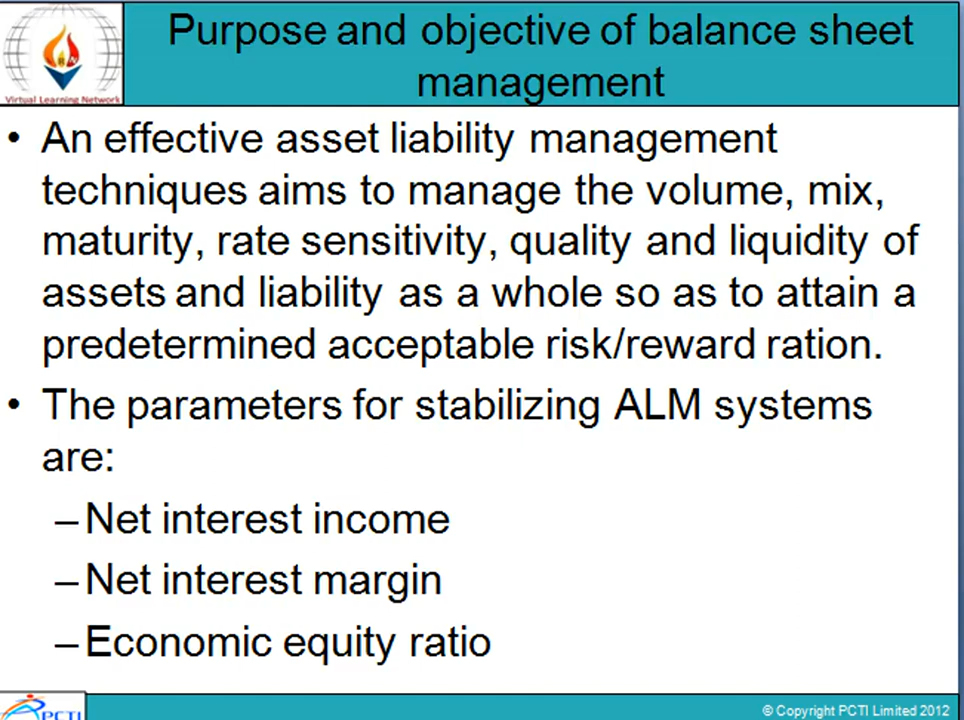 Purpose and objective of balance sheet
management
Virtual Learning Network
• An effective asset liability management
techniques aims to manage the volume, mix,
maturity, rate sensitivity, quality and liquidity of
assets and liability as a whole so as to attain a
predetermined acceptable risk/reward ration.
• The parameters for stabilizing ALM systems
are:
– Net interest income
– Net interest margin
– Economic equity ratio
PCTI
© Copyright PCTI Limited 2012